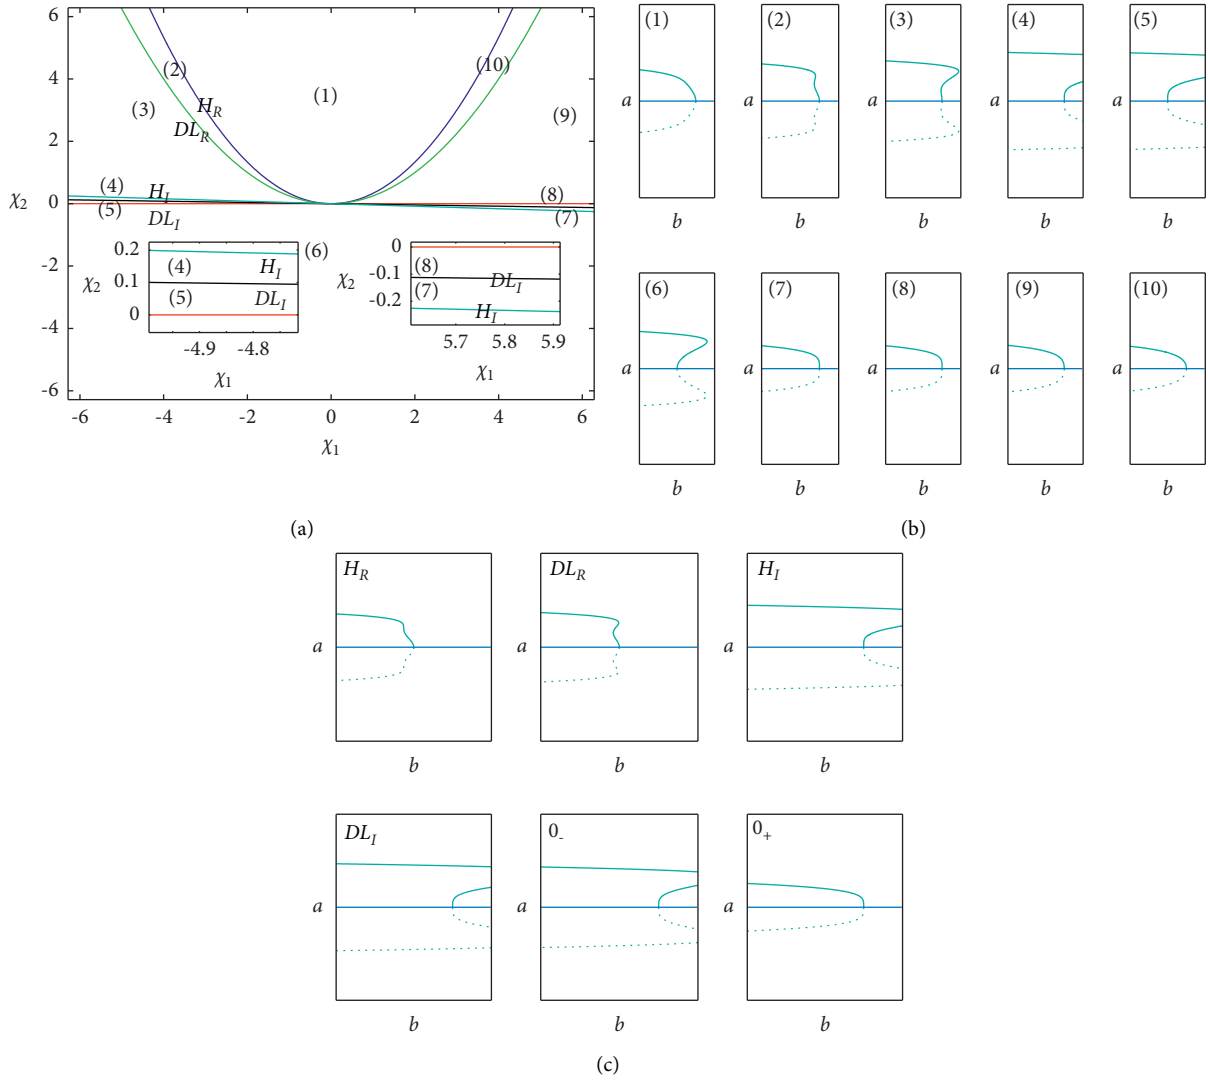 6
4
2
0
-2
-4
-6
χ2
-6 -4 -2 0 2 4 6
χ1
(1)
(2)
(3)
(10)
(9)
HR
DLR
(4)
HI
(5)
DLI
(8)
(7)
(6)
0.2
0.1
0
χ2
(4)
HI
(5)
DLI
-4.9 -4.8
χ1
0
-0.1
-0.2
χ2
(8)
DLI
(7)
HI
5.7 5.8 5.9
χ1
(a)
(1) (2) (3) (4) (5)
a a a a a
b b b b b
(6) (7) (8) (9) (10)
a a a a a
b b b b b
(b)
HR DLR HI
a a a
b b b
DLI 0- 0+
a a a
b b b
(c)